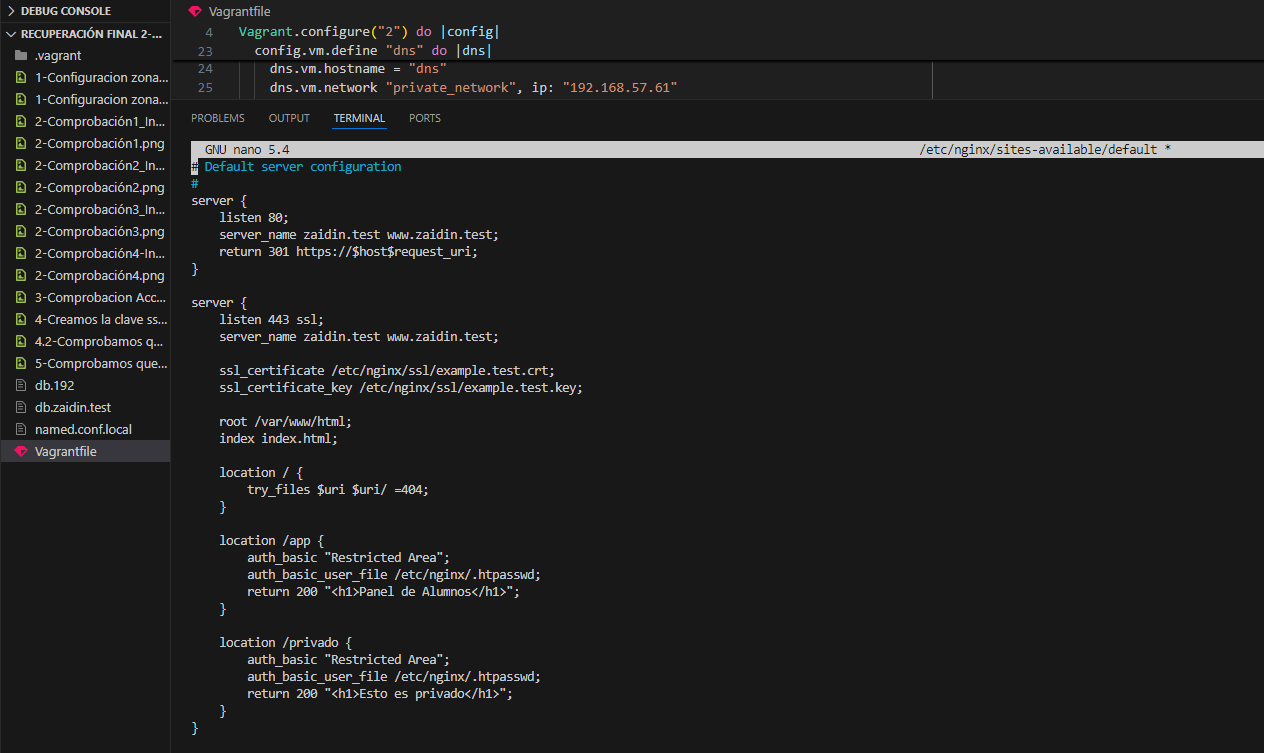 DEBUG CONSOLE
RECUPERACIÓN FINAL 2-...
.vagrant
1-Configuracion zona...
1-Configuracion zona...
2-Comprobación1_In...
2-Comprobación1.png
2-Comprobación2_In...
2-Comprobación2.png
2-Comprobación3_In...
2-Comprobación3.png
2-Comprobación4-In...
2-Comprobación4.png
3-Comprobacion Acc...
4-Creamos la clave ss...
4.2-Comprobamos q...
5-Comprobamos que...
db.192
db.zaidin.test
named.conf.local
Vagrantfile
Vagrantfile
4 Vagrant.configure("2") do |config|
23 config.vm.define "dns" do |dns|
24 dns.vm.hostname = "dns"
25 dns.vm.network "private_network", ip: "192.168.57.61"
PROBLEMS OUTPUT TERMINAL PORTS
GNU nano 5.4 /etc/nginx/sites-available/default *
# Default server configuration
#
server {
listen 80;
server_name zaidin.test www.zaidin.test;
return 301 https://$host$request_uri;
}
server {
listen 443 ssl;
server_name zaidin.test www.zaidin.test;
ssl_certificate /etc/nginx/ssl/example.test.crt;
ssl_certificate_key /etc/nginx/ssl/example.test.key;
root /var/www/html;
index index.html;
location / {
try_files $uri $uri/ =404;
}
location /app {
auth_basic "Restricted Area";
auth_basic_user_file /etc/nginx/.htpasswd;
return 200 "<h1>Panel de Alumnos</h1>";
}
location /privado {
auth_basic "Restricted Area";
auth_basic_user_file /etc/nginx/.htpasswd;
return 200 "<h1>Esto es privado</h1>";
}
}